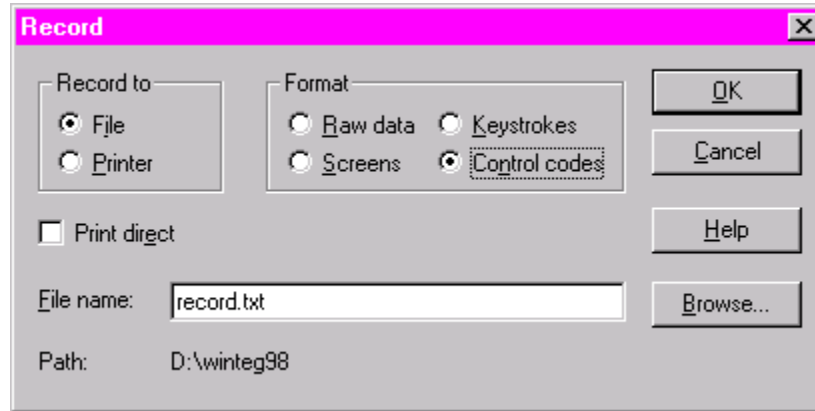 Record
Record to
File
Printer
Format
Raw data
Keystrokes
Screens
Control codes
OK
Cancel
Print direct
Help
File name:
record.txt
Browse...
Path:
D:\winteg98